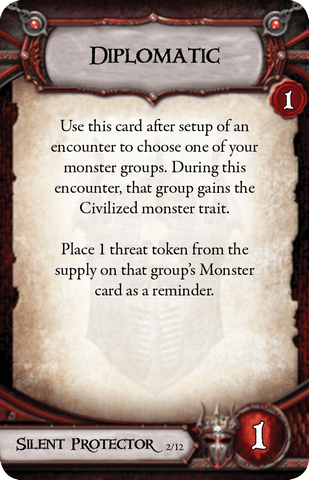 DIPLOMATIC
1
Use this card after setup of an
encounter to choose one of your
monster groups. During this
encounter, that group gains the
Civilized monster trait.
Place 1 threat token from the
supply on that group's Monster
card as a reminder.
SILENT PROTECTOR 2/12
1